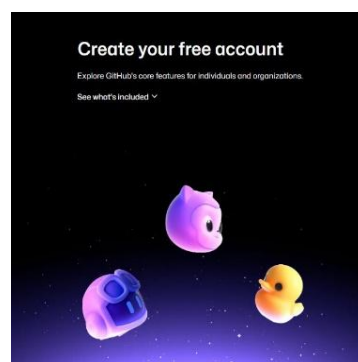 Create your free account
Explore GitHub's core features for individuals and organizations.
See what's included